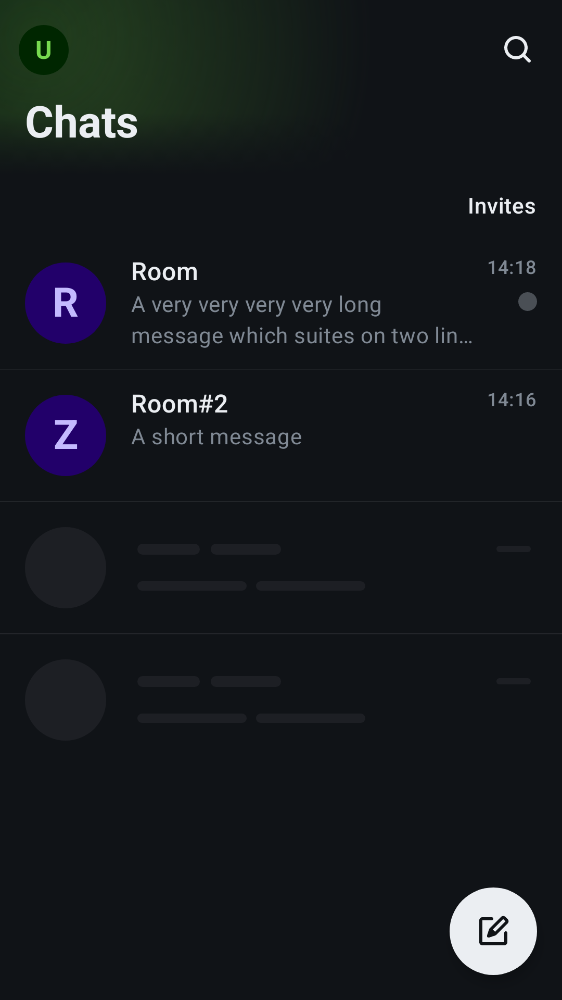 U
Chats
Invites
Room
14:18
R
A very very very very long
message which suites on two lin…
Room#2
14:16
Z
A short message